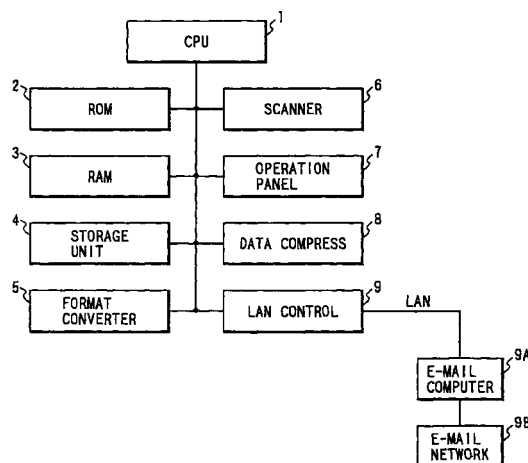 1
CPU
2
ROM
6
SCANNER
3
RAM
7
OPERATION
PANEL
4
STORAGE
UNIT
8
DATA COMPRESS
5
FORMAT
CONVERTER
9
LAN CONTROL
LAN
9A
E-MAIL
COMPUTER
9B
E-MAIL
NETWORK